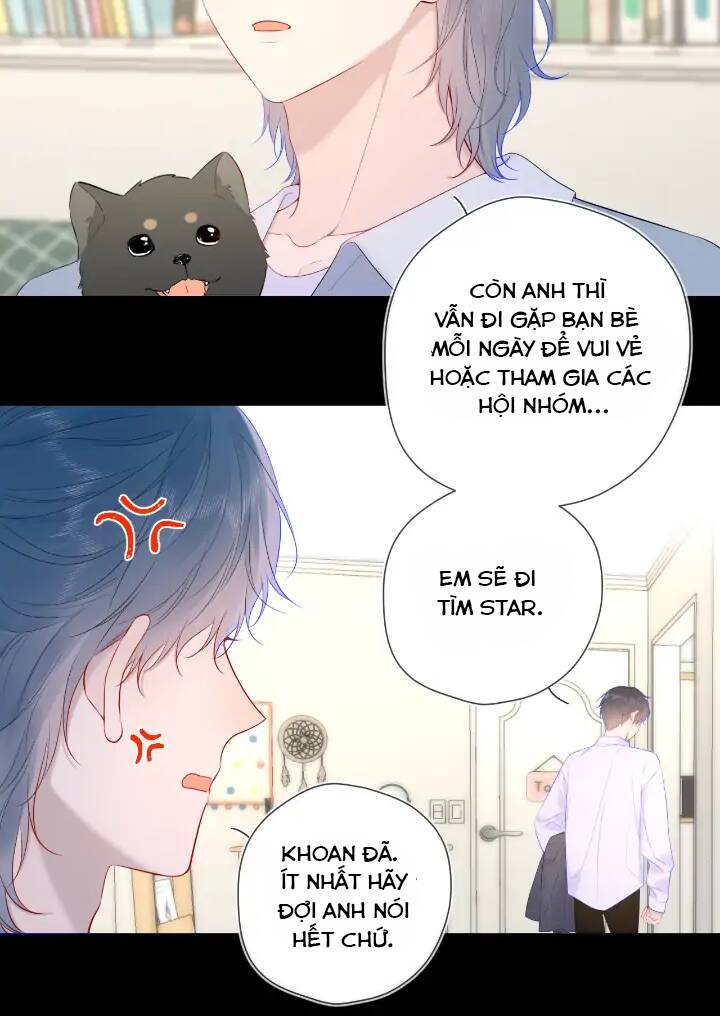 CÒN ANH THÌ
VẪN ĐI GẶP BẠN BÈ
MỖI NGÀY ĐỂ VUI VẺ
HOẶC THAM GIA CÁC
HỘI NHÓM...
EM SẼ ĐI
TÌM STAR.
KHOAN ĐÃ.
ÍT NHẤT HÃY
ĐỢI ANH NÓI
HẾT CHỨ.